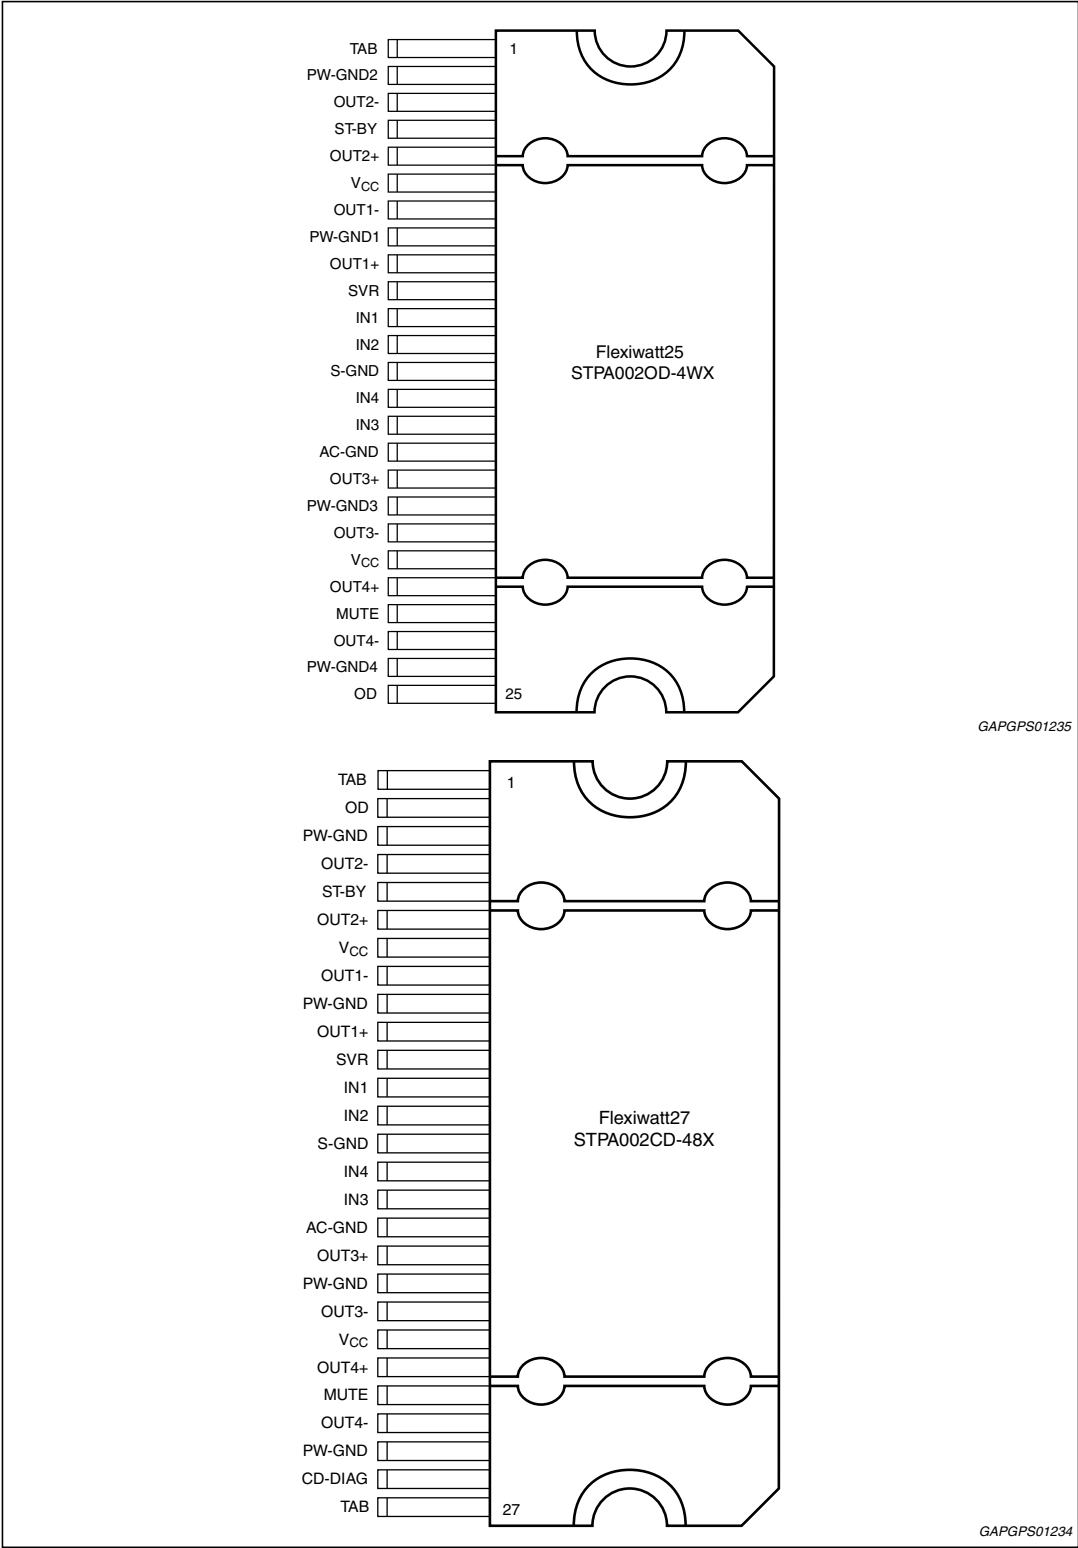 TAB
1
PW-GND2
OUT2-
ST-BY
OUT2+
VCC
OUT1-
PW-GND1
OUT1+
SVR
IN1
IN2
Flexiwatt25
STPA002OD-4WX
S-GND
IN4
IN3
AC-GND
OUT3+
PW-GND3
OUT3-
VCC
OUT4+
MUTE
OUT4-
PW-GND4
OD
25
GAPGPS01235
TAB
1
OD
PW-GND
OUT2-
ST-BY
OUT2+
VCC
OUT1-
PW-GND
OUT1+
SVR
IN1
IN2
Flexiwatt27
STPA002CD-48X
S-GND
IN4
IN3
AC-GND
OUT3+
PW-GND
OUT3-
VCC
OUT4+
MUTE
OUT4-
PW-GND
CD-DIAG
TAB
27
GAPGPS01234